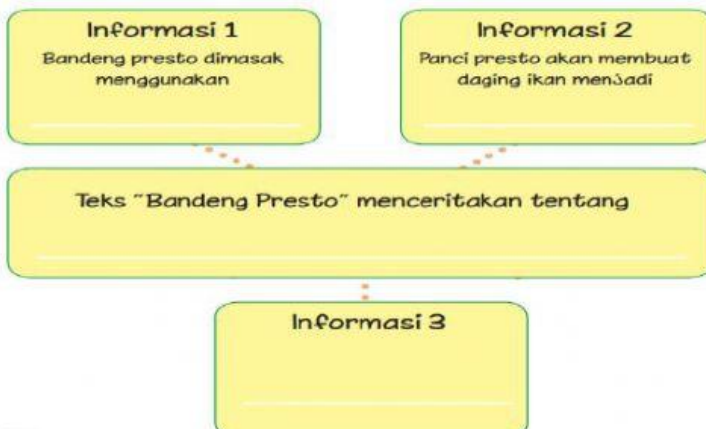 Informasi 1
Bandeng presto dimasak
menggunakan
Informasi 2
Panci presto akan membuat
daging ikan menjadi
Teks "Bandeng Presto" menceritakan tentang
Informasi 3